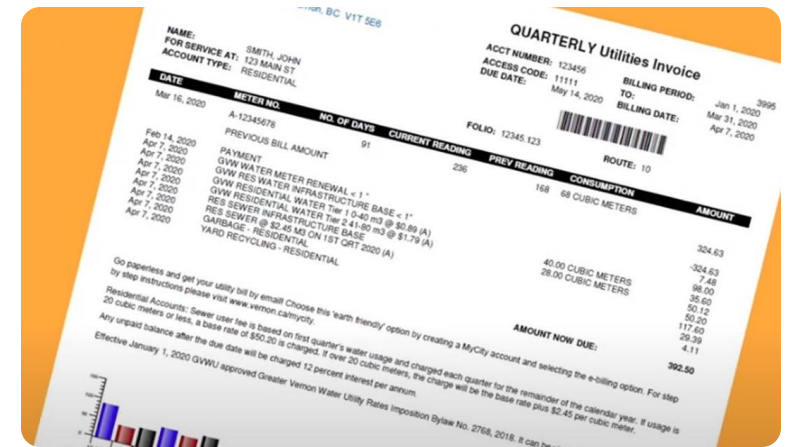 BC V1T 5E6
QUARTERLY Utilities Invoice
NAME: SMITH, JOHN
FOR SERVICE AT: 123 MAIN ST
ACCOUNT TYPE: RESIDENTIAL
ACCT NUMBER: 123456
ACCESS CODE: 11111
DUE DATE: May 14, 2020
3995
BILLING PERIOD: Jan 1, 2020
TO: Mar 31, 2020
BILLING DATE: Apr 7, 2020
FOLIO: 12345.123
ROUTE: 10
DATE METER NO. NO. OF DAYS CURRENT READING PREV READING CONSUMPTION AMOUNT
Mar 16, 2020 A-12345678 91 236 168 68 CUBIC METERS
PREVIOUS BILL AMOUNT 324.63
Feb 14, 2020 PAYMENT -324.63
Apr 7, 2020 GVW WATER METER RENEWAL < 1 " 7.48
Apr 7, 2020 GVW RES WATER INFRASTRUCTURE BASE < 1" 98.00
Apr 7, 2020 GVW RESIDENTIAL WATER Tier 1 0-40 m3 @ $0.89 (A) 40.00 CUBIC METERS 35.60
Apr 7, 2020 GVW RESIDENTIAL WATER Tier 2 41-80 m3 @ $1.79 (A) 28.00 CUBIC METERS 50.12
Apr 7, 2020 RES SEWER INFRASTRUCTURE BASE 50.20
Apr 7, 2020 RES SEWER @ $2.45 M3 ON 1ST QRT 2020 (A) 117.60
Apr 7, 2020 GARBAGE - RESIDENTIAL 29.39
Apr 7, 2020 YARD RECYCLING - RESIDENTIAL 4.11
AMOUNT NOW DUE: 392.50
Go paperless and get your utility bill by email! Choose this 'earth friendly' option by creating a MyCity account and selecting the e-billing option. For step
by step instructions please visit www.vernon.ca/mycity.
Residential Accounts: Sewer user fee is based on first quarter's water usage and charged each quarter for the remainder of the calendar year. If usage is
20 cubic meters or less, a base rate of $50.20 is charged. If over 20 cubic meters, the charge will be the base rate plus $2.45 per cubic meter.
Any unpaid balance after the due date will be charged 12 percent interest per annum.
Effective January 1, 2020 GVWU approved Greater Vernon Water Utility Rates Imposition Bylaw No. 2768, 2018. It can be